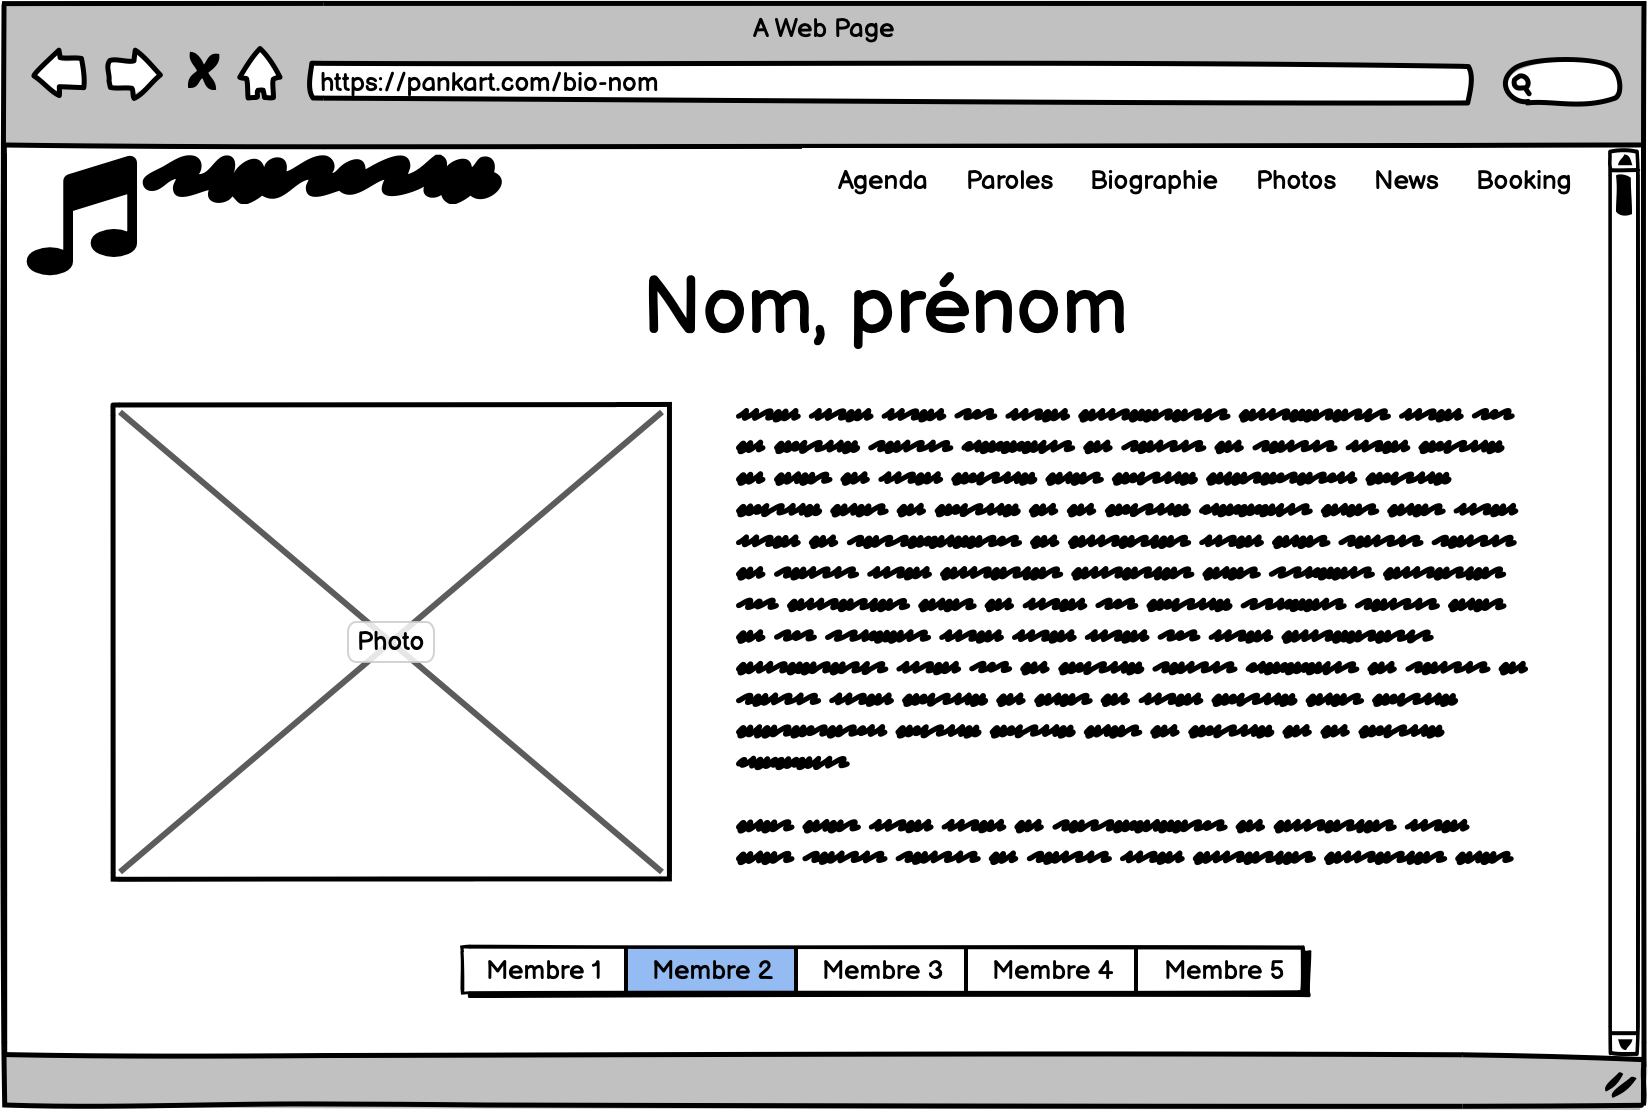 A Web Page
https://pankart.com/bio-nom
Agenda Paroles Biographie Photos News Booking
Nom, prénom
Photo
Membre 1 Membre 2 Membre 3 Membre 4 Membre 5